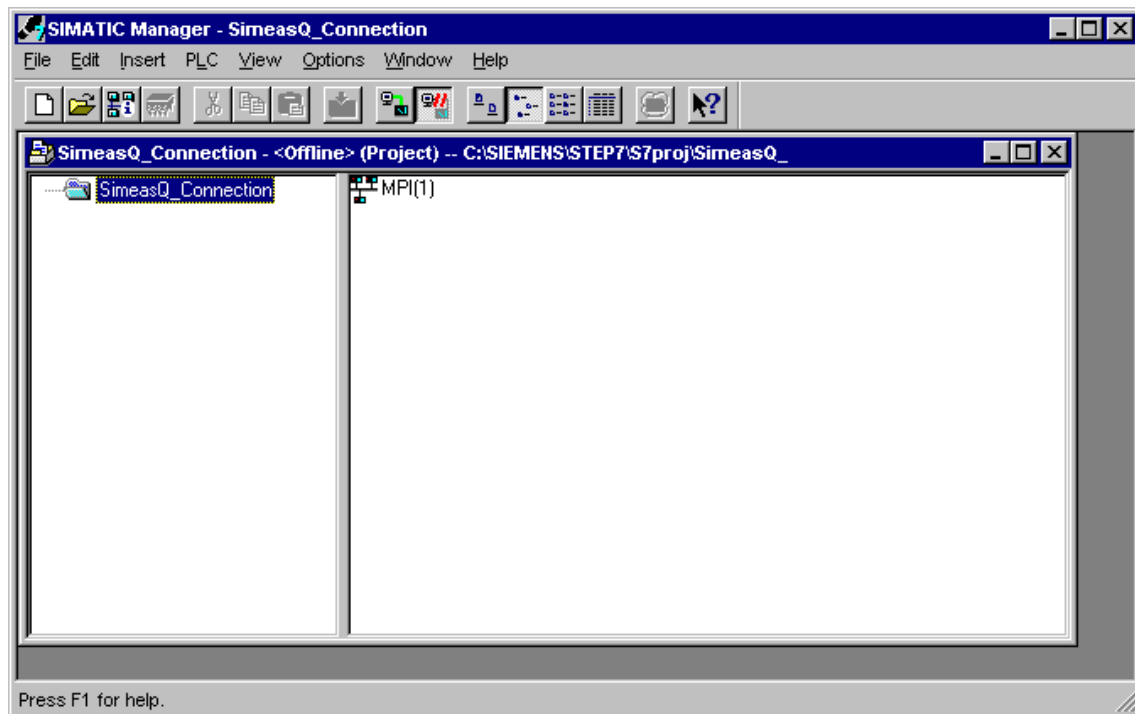 SIMATIC Manager - SimeasQ_Connection
File Edit Insert PLC View Options Window Help
SimeasQ_Connection - <Offline> (Project) -- C:\SIEMENS\STEP7\S7proj\SimeasQ_
SimeasQ_Connection
MPI(1)
Press F1 for help.